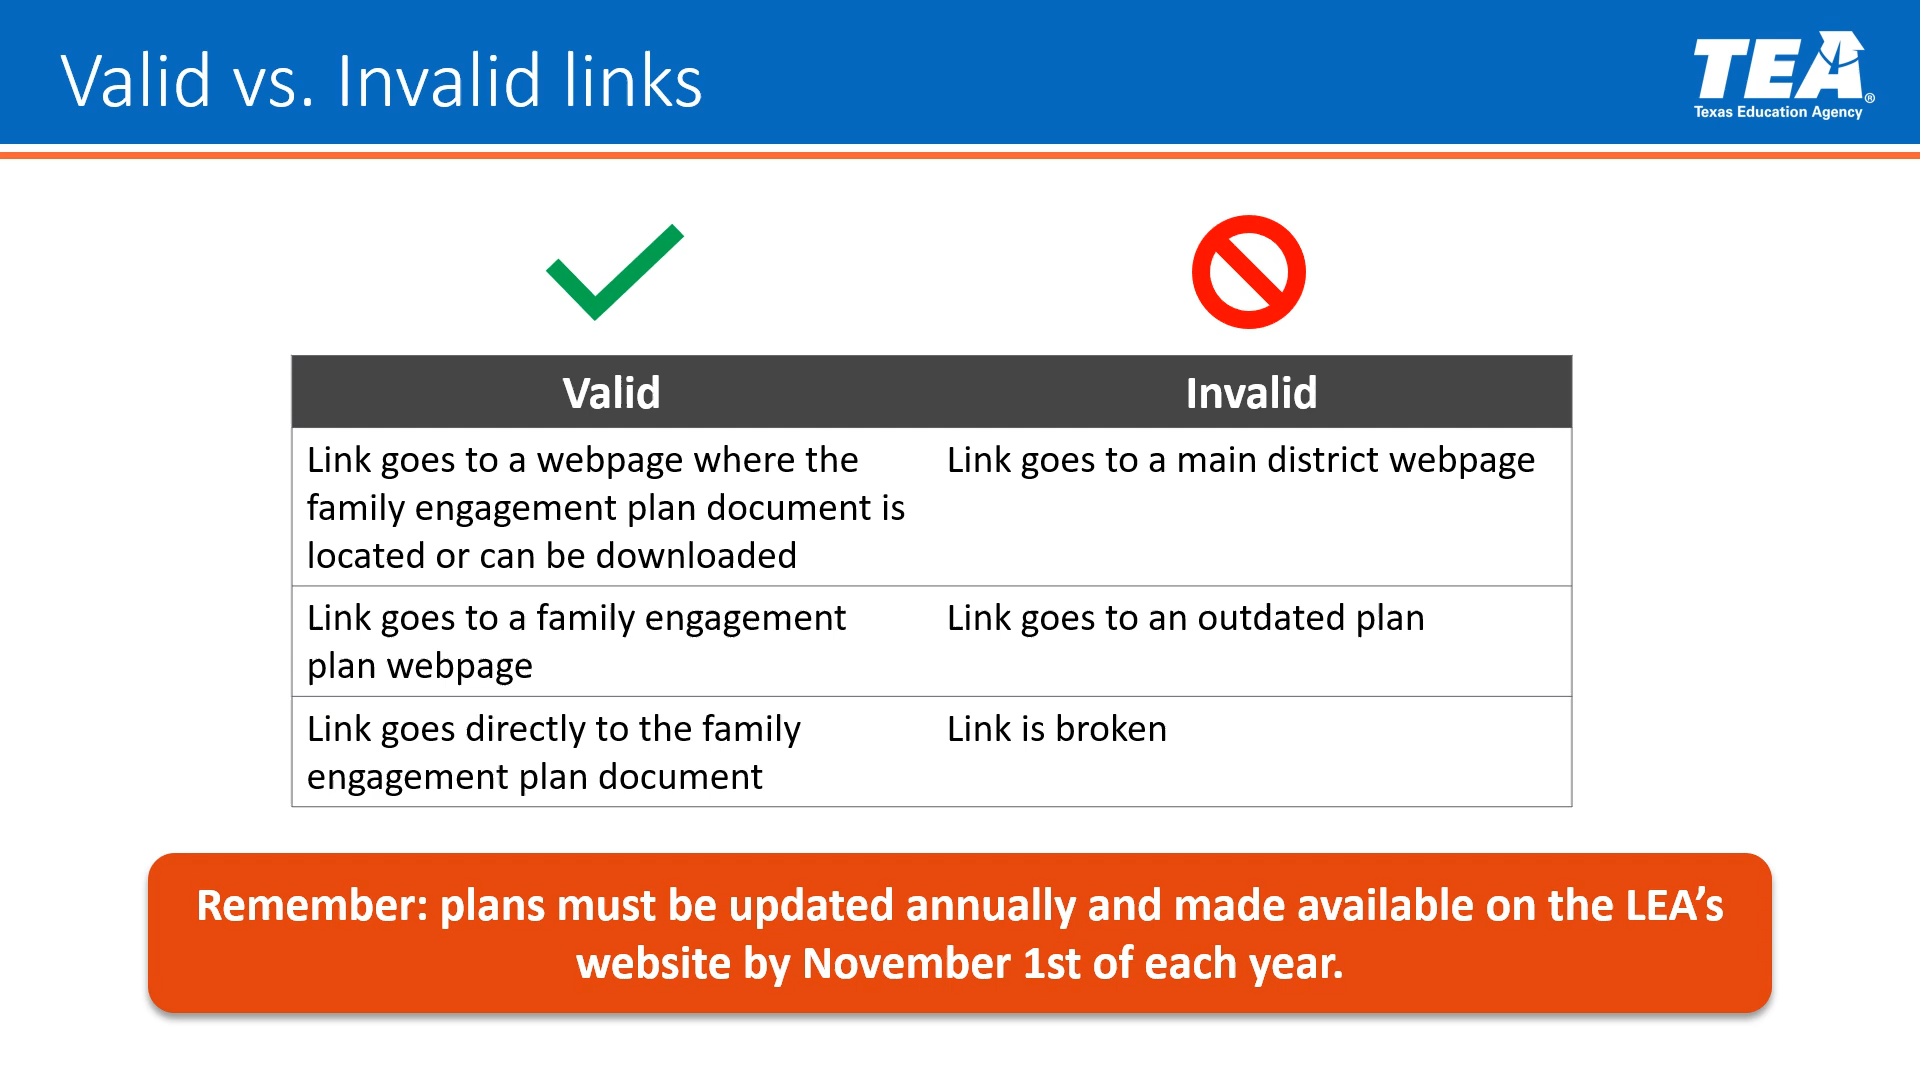 Valid vs. Invalid links
TEA
®
Texas Education Agency
Valid
Invalid
Link goes to a webpage where the
family engagement plan document is
located or can be downloaded
Link goes to a main district webpage
Link goes to a family engagement
plan webpage
Link goes to an outdated plan
Link goes directly to the family
engagement plan document
Link is broken
Remember: plans must be updated annually and made available on the LEA’s
website by November 1st of each year.